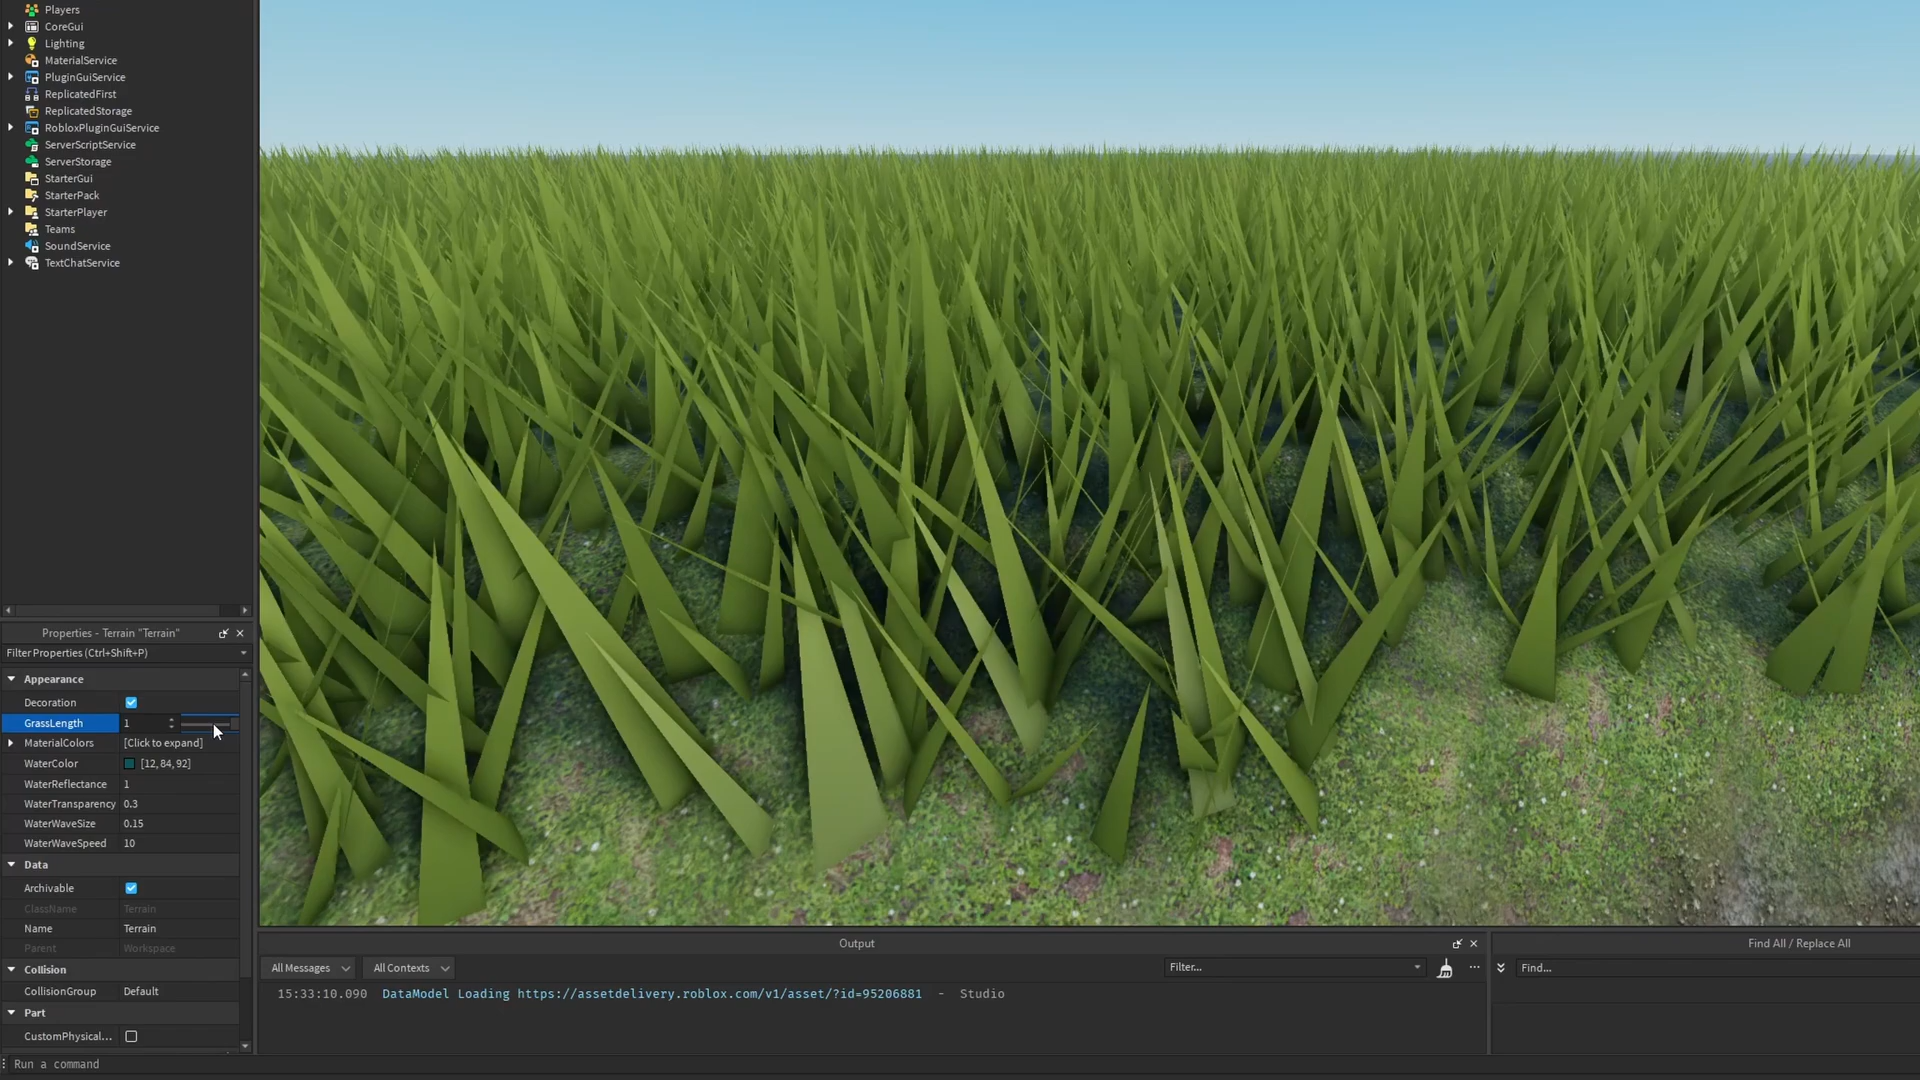 Players
CoreGui
Lighting
MaterialService
PluginGuiService
ReplicatedFirst
ReplicatedStorage
RobloxPluginGuiService
ServerScriptService
ServerStorage
StarterGui
StarterPack
StarterPlayer
Teams
SoundService
TextChatService
Properties - Terrain "Terrain"
Filter Properties (Ctrl+Shift+P)
Appearance
Decoration
GrassLength 1
MaterialColors [Click to expand]
WaterColor [12, 84, 92]
WaterReflectance 1
WaterTransparency 0.3
WaterWaveSize 0.15
WaterWaveSpeed 10
Data
Archivable
ClassName Terrain
Name Terrain
Parent Workspace
Collision
CollisionGroup Default
Part
CustomPhysical...
Output
All Messages All Contexts Filter...
15:33:10.090 DataModel Loading https://assetdelivery.roblox.com/v1/asset/?id=95206881 - Studio
Find All / Replace All
Find...
Run a command